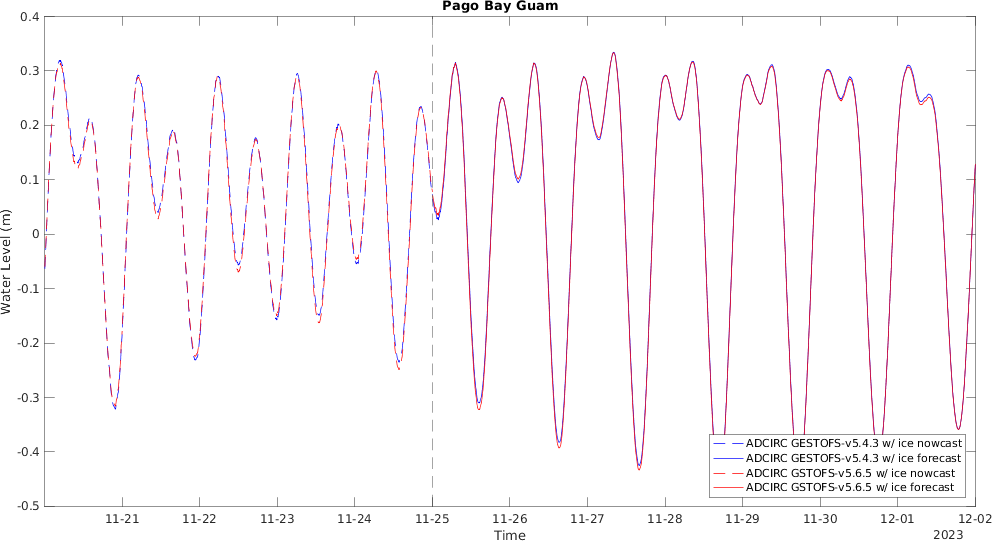 Pago Bay Guam
0.4
0.3
0.2
0.1
0
-0.1
-0.2
-0.3
-0.4
-0.5
Water Level (m)
ADCIRC GESTOFS-v5.4.3 w/ ice nowcast
ADCIRC GESTOFS-v5.4.3 w/ ice forecast
ADCIRC GSTOFS-v5.6.5 w/ ice nowcast
ADCIRC GSTOFS-v5.6.5 w/ ice forecast
11-21 11-22 11-23 11-24 11-25 11-26 11-27 11-28 11-29 11-30 12-01 12-02
Time
2023